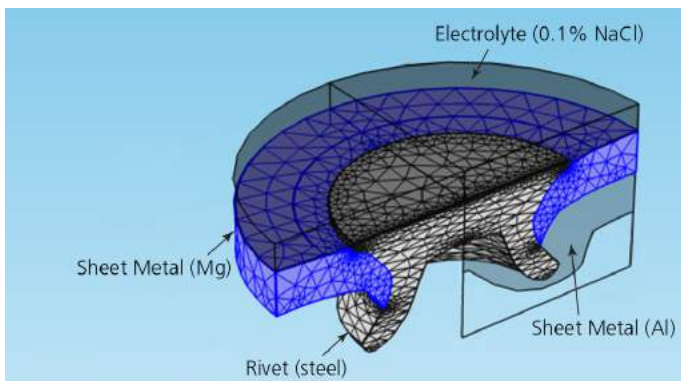 Electrolyte (0.1% NaCl)
Sheet Metal (Mg)
Sheet Metal (Al)
Rivet (steel)